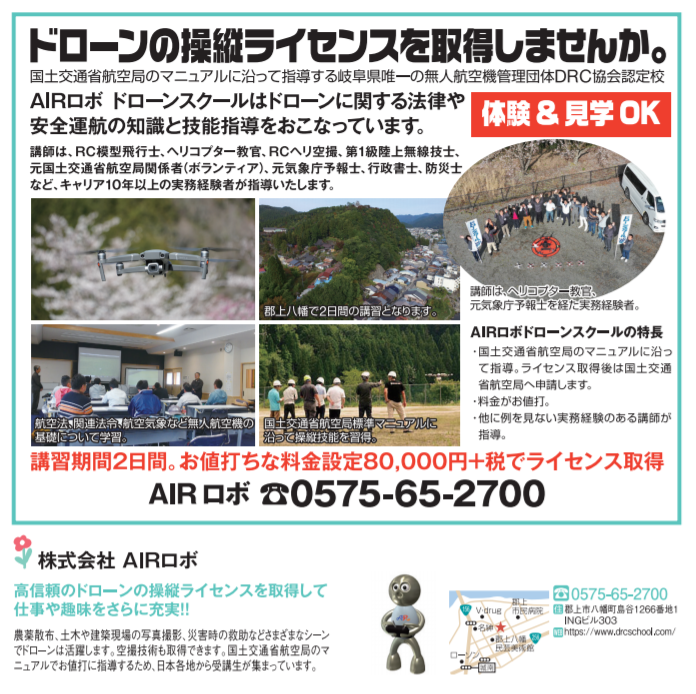 ドローンの操縦ライセンスを取得しませんか。
国土交通省航空局のマニュアルに沿って指導する岐阜県唯一の無人航空機管理団体DRC協会認定校
AIRロボ ドローンスクールはドローンに関する法律や
安全運航の知識と技能指導をおこなっています。
体験 & 見学 OK
講師は、RC模型飛行士、ヘリコプター教官、RCヘリ空撮、第1級陸上無線技士、
元国土交通省航空局関係者(ボランティア)、元気象庁予報士、行政書士、防災士
など、キャリア10年以上の実務経験者が指導いたします。
郡上八幡で2日間の講習となります。
講師は、ヘリコプター教官、
元気象庁予報士を経た実務経験者。
航空法、関連法令、航空気象など無人航空機の
基礎について学習。
国土交通省航空局標準マニュアルに
沿って操縦技能を習得。
AIRロボドローンスクールの特長
・国土交通省航空局のマニュアルに沿っ
て指導。ライセンス取得後は国土交通
省航空局へ申請します。
・料金がお値打。
・他に例を見ない実務経験のある講師が
指導。
講習期間2日間。お値打ちな料金設定80,000円+税でライセンス取得
AIR ロボ ☎0575-65-2700
株式会社 AIRロボ
高信頼のドローンの操縦ライセンスを取得して
仕事や趣味をさらに充実!!
農薬散布、土木や建築現場の写真撮影、災害時の救助などさまざまなシーン
でドローンは活躍します。空撮技術も取得できます。国土交通省航空局のマ
ニュアルでお値打に指導するため、日本各地から受講生が集まっています。
V・drug
郡上
市民病院
名鉄
郡上八幡
民芸美術館
ローソン
城南
☎0575-65-2700
住 郡上市八幡町島谷1266番地1
INGビル303
https://www.drcschool.com/